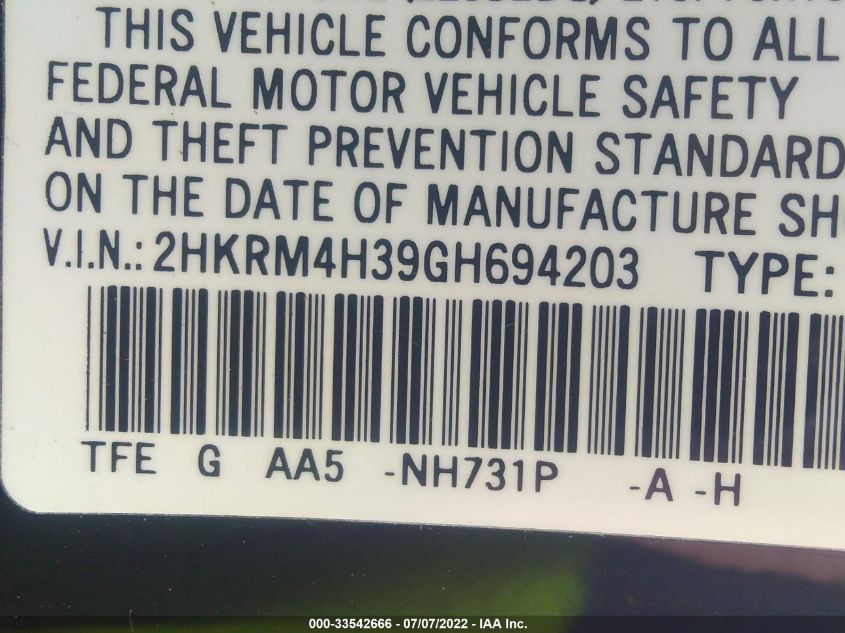 THIS VEHICLE CONFORMS TO ALL
FEDERAL MOTOR VEHICLE SAFETY
AND THEFT PREVENTION STANDARD
ON THE DATE OF MANUFACTURE SH
V.I.N.: 2HKRM4H39GH694203 TYPE:
TFE G AA5 -NH731P -A -H
000-33542666 - 07/07/2022 - IAA Inc.